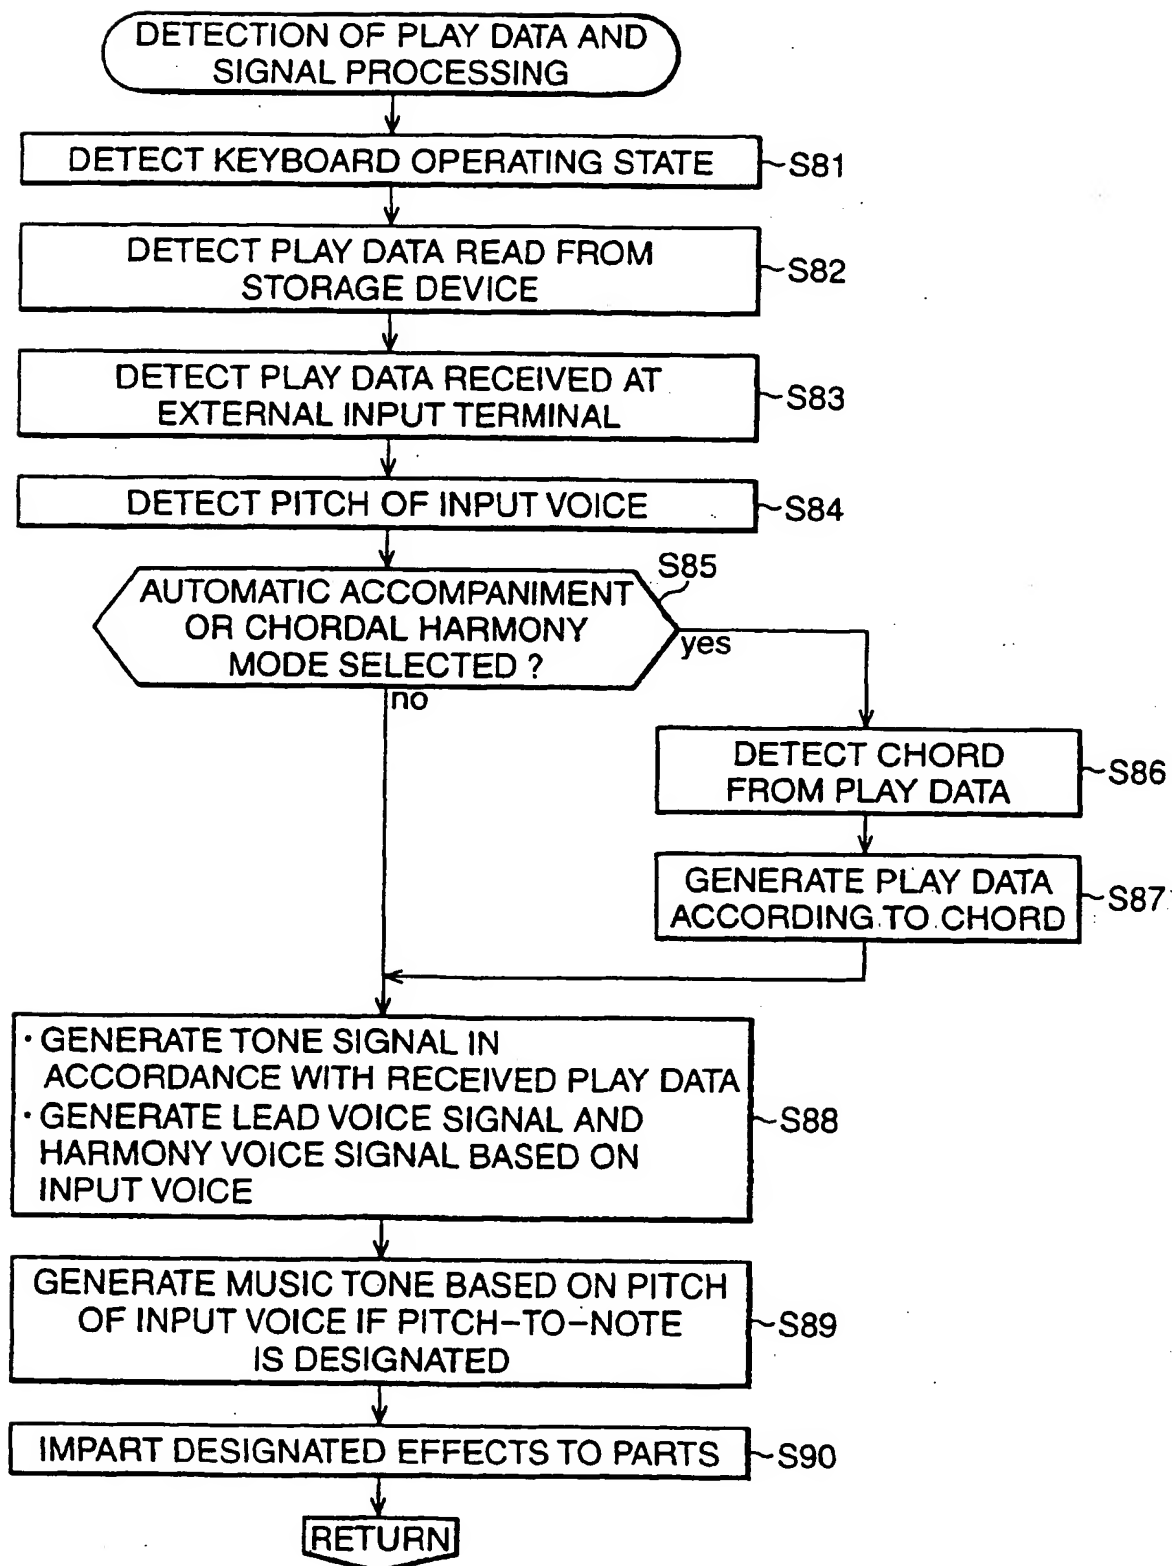 DETECTION OF PLAY DATA AND
SIGNAL PROCESSING
DETECT KEYBOARD OPERATING STATE
S81
DETECT PLAY DATA READ FROM
STORAGE DEVICE
S82
DETECT PLAY DATA RECEIVED AT
EXTERNAL INPUT TERMINAL
S83
DETECT PITCH OF INPUT VOICE
S84
S85
AUTOMATIC ACCOMPANIMENT
OR CHORDAL HARMONY
MODE SELECTED ?
yes
no
DETECT CHORD
FROM PLAY DATA
S86
GENERATE PLAY DATA
ACCORDING TO CHORD
S87
· GENERATE TONE SIGNAL IN
ACCORDANCE WITH RECEIVED PLAY DATA
· GENERATE LEAD VOICE SIGNAL AND
HARMONY VOICE SIGNAL BASED ON
INPUT VOICE
S88
GENERATE MUSIC TONE BASED ON PITCH
OF INPUT VOICE IF PITCH-TO-NOTE
IS DESIGNATED
S89
IMPART DESIGNATED EFFECTS TO PARTS
S90
RETURN